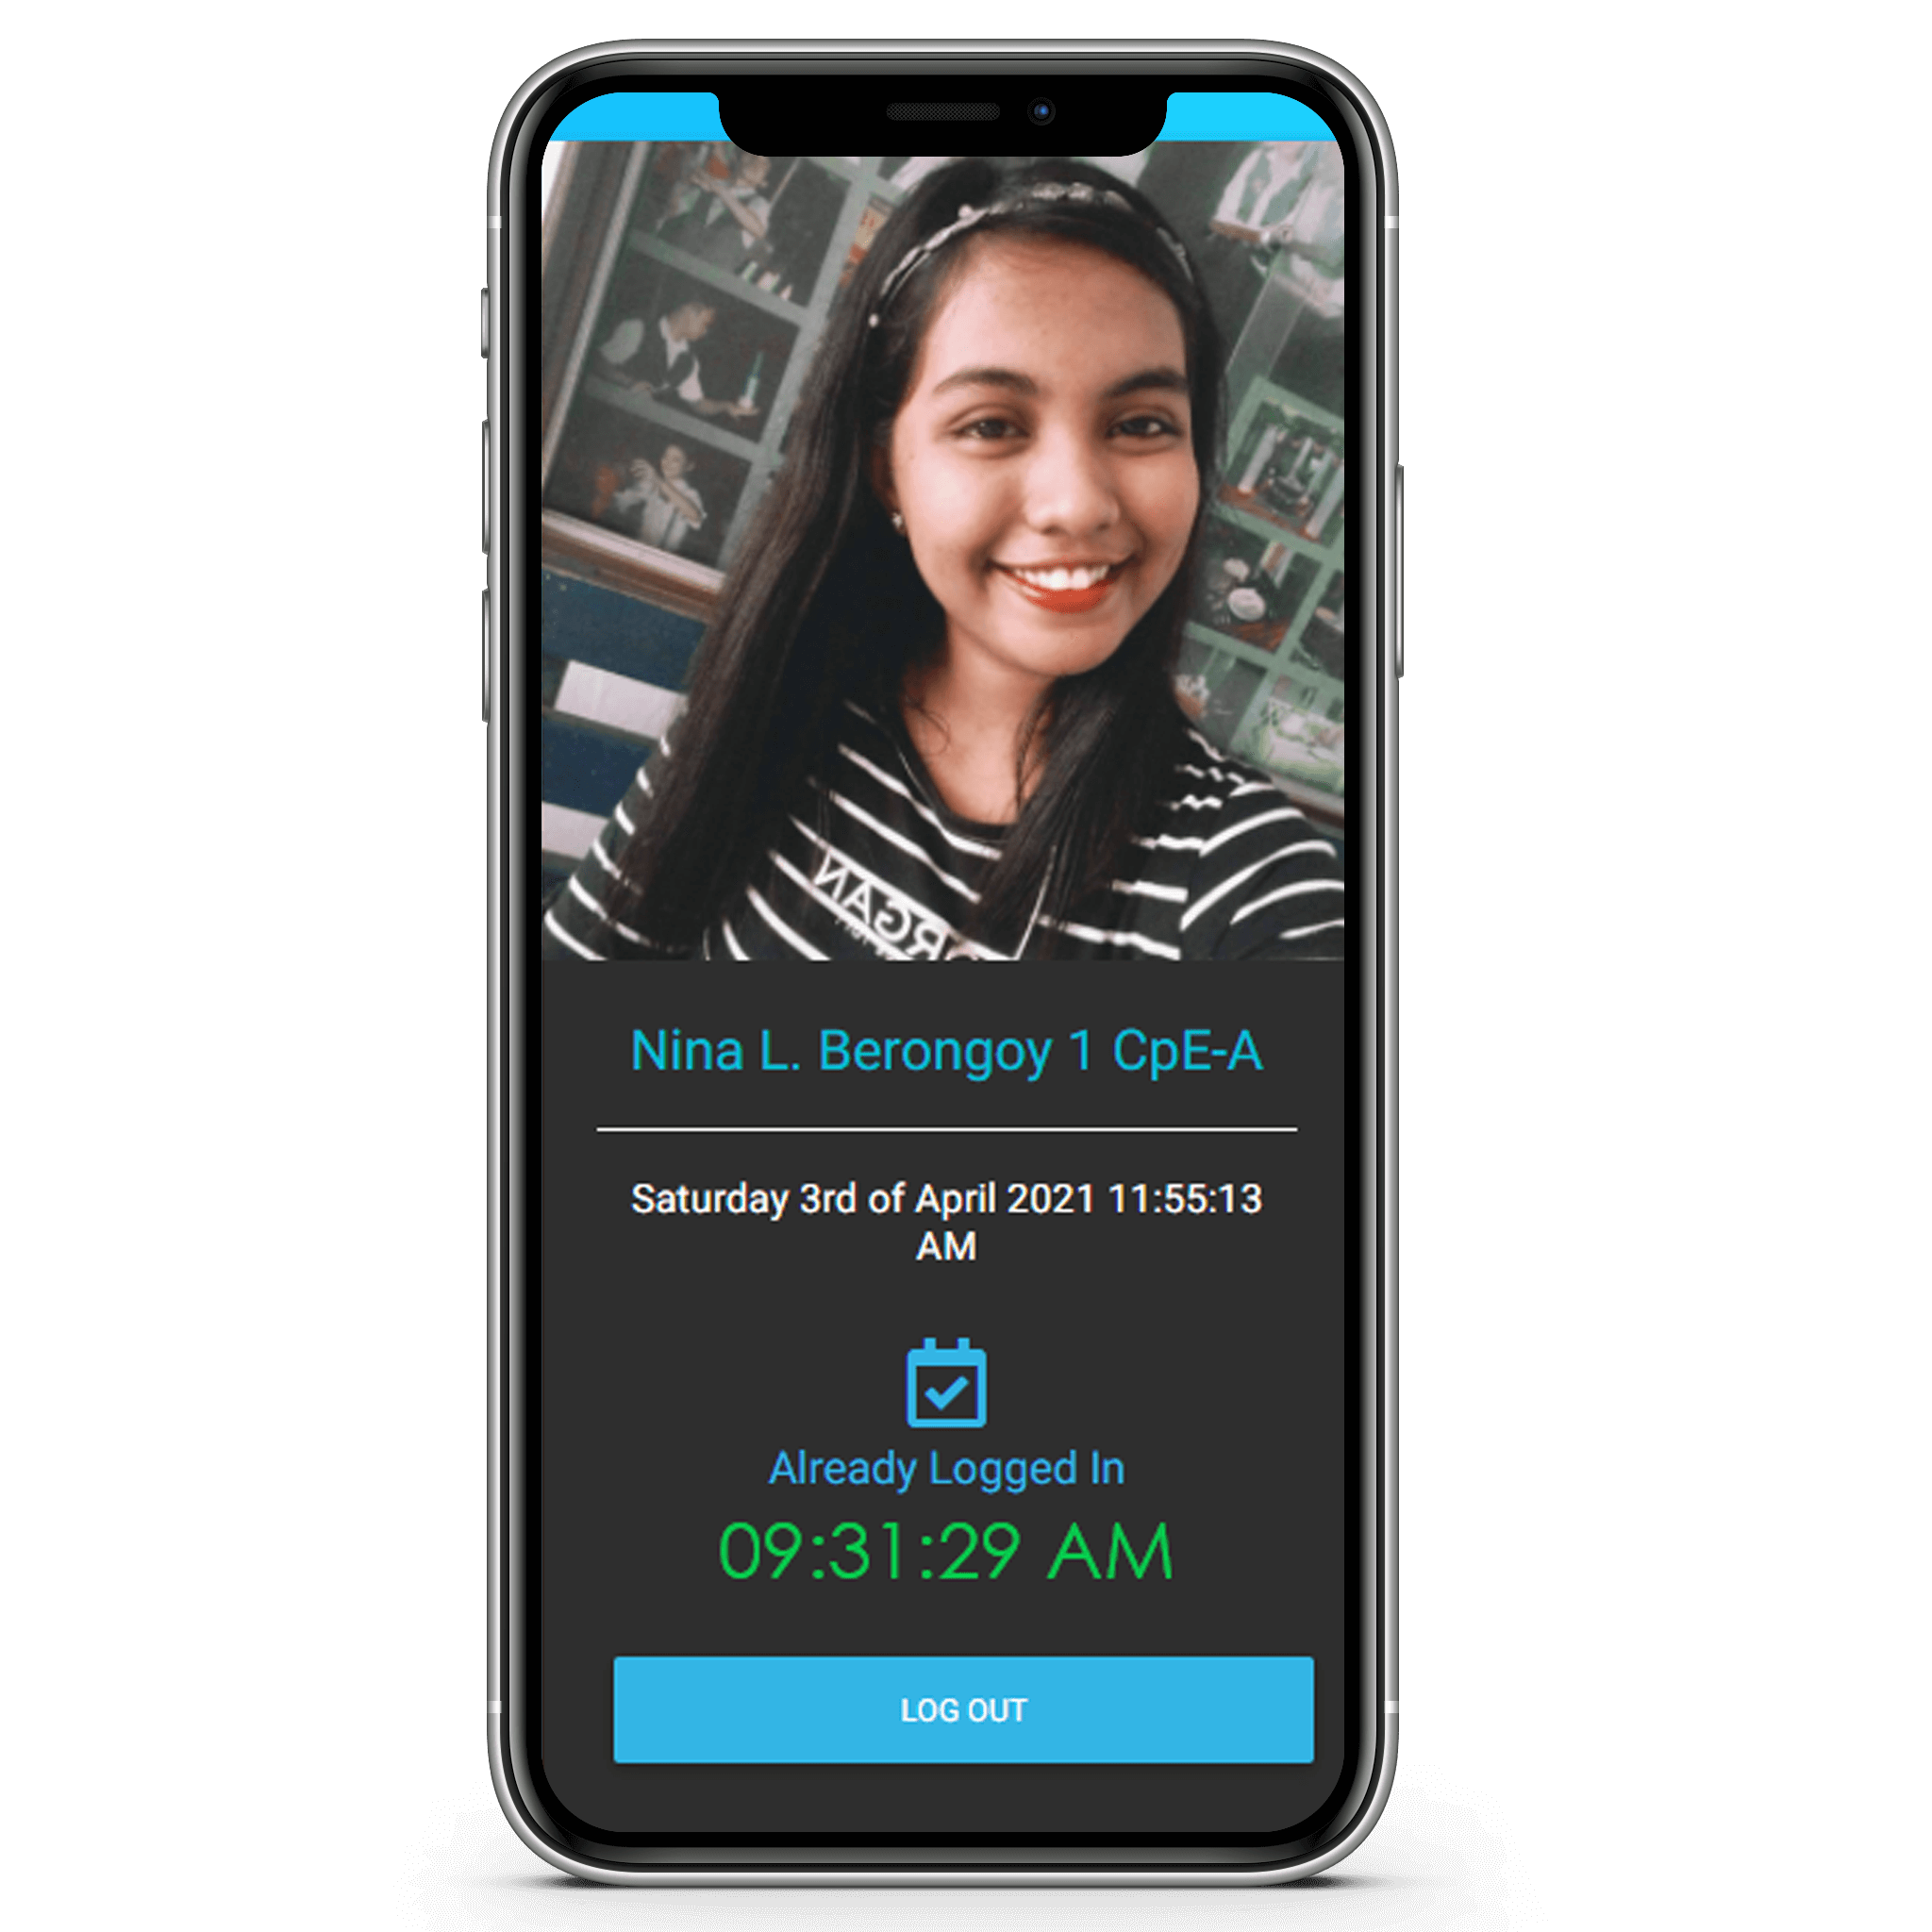 Nina L. Berongoy 1 CpE-A
Saturday 3rd of April 2021 11:55:13
AM
Already Logged In
09:31:29 AM
LOG OUT